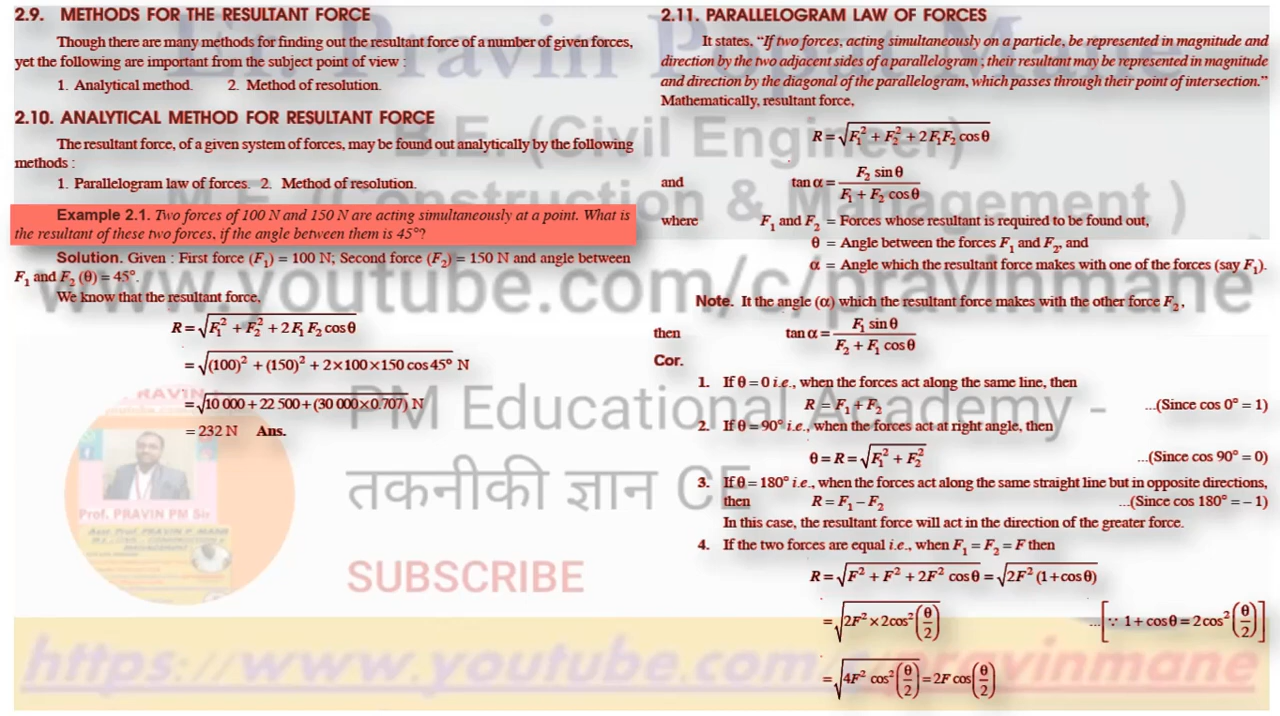 2.9. METHODS FOR THE RESULTANT FORCE
Though there are many methods for finding out the resultant force of a number of given forces,
yet the following are important from the subject point of view :
1. Analytical method. 2. Method of resolution.
2.10. ANALYTICAL METHOD FOR RESULTANT FORCE
The resultant force, of a given system of forces, may be found out analytically by the following
methods :
1. Parallelogram law of forces. 2. Method of resolution.
Example 2.1. Two forces of 100 N and 150 N are acting simultaneously at a point. What is
the resultant of these two forces, if the angle between them is 45°?
Solution. Given : First force (F₁) = 100 N; Second force (F₂) = 150 N and angle between
F₁ and F₂ (θ) = 45°.
We know that the resultant force,
R = √(F₁² + F₂² + 2 F₁ F₂ cos θ)
= √((100)² + (150)² + 2×100×150 cos 45°) N
= √(10 000 + 22 500 + (30 000×0.707)) N
= 232 N Ans.
2.11. PARALLELOGRAM LAW OF FORCES
It states, “If two forces, acting simultaneously on a particle, be represented in magnitude and
direction by the two adjacent sides of a parallelogram ; their resultant may be represented in magnitude
and direction by the diagonal of the parallelogram, which passes through their point of intersection.”
Mathematically, resultant force,
R = √(F₁² + F₂² + 2 F₁F₂ cos θ)
and tan α = F₂ sin θ / (F₁ + F₂ cos θ)
where F₁ and F₂ = Forces whose resultant is required to be found out,
θ = Angle between the forces F₁ and F₂, and
α = Angle which the resultant force makes with one of the forces (say F₁).
Note. It the angle (α) which the resultant force makes with the other force F₂,
then tan α = F₁ sin θ / (F₂ + F₁ cos θ)
Cor.
1. If θ = 0 i.e., when the forces act along the same line, then
R = F₁ + F₂ ...(Since cos 0° = 1)
2. If θ = 90° i.e., when the forces act at right angle, then
θ = R = √(F₁² + F₂²) ...(Since cos 90° = 0)
3. If θ = 180° i.e., when the forces act along the same straight line but in opposite directions,
then R = F₁ – F₂ ...(Since cos 180° = – 1)
In this case, the resultant force will act in the direction of the greater force.
4. If the two forces are equal i.e., when F₁ = F₂ = F then
R = √(F² + F² + 2F² cos θ) = √(2F² (1 + cos θ))
= √(2F² × 2cos² (θ/2)) ...[∵ 1 + cos θ = 2cos² (θ/2)]
= √(4F² cos² (θ/2)) = 2F cos (θ/2)
Er. Pravin P Mane
B.E. (Civil Engineer)
M.E. (Construction & Management )
www.youtube.com/c/pravinmane
PM Educational Academy -
तकनीकी ज्ञान CE
SUBSCRIBE
Prof. PRAVIN PM Sir
https://www.youtube.com/c/pravinmane